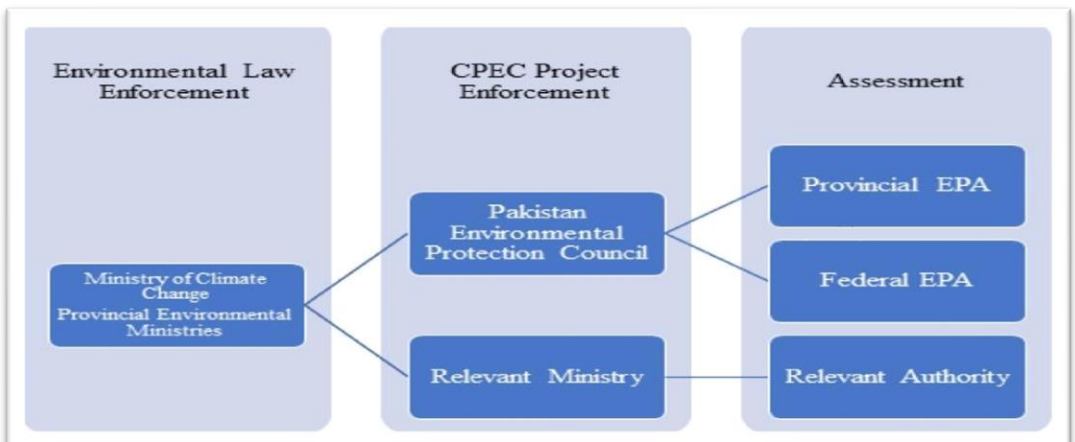 Environmental Law
Enforcement
Ministry of Climate
Change
Provincial Environmental
Ministries
CPEC Project
Enforcement
Pakistan
Environmental
Protection Council
Relevant Ministry
Assessment
Provincial EPA
Federal EPA
Relevant Authority